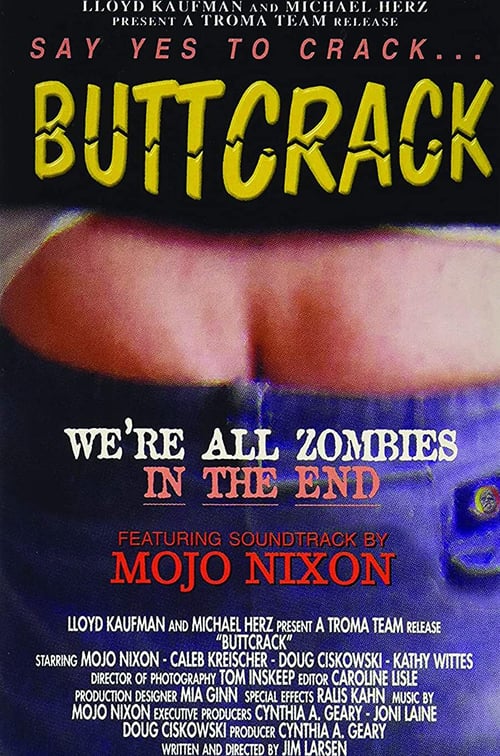 LLOYD KAUFMAN AND MICHAEL HERZ
PRESENT A TROMA TEAM RELEASE
SAY YES TO CRACK...
BUTTCRACK
WE'RE ALL ZOMBIES
IN THE END
FEATURING SOUNDTRACK BY
MOJO NIXON
LLOYD KAUFMAN AND MICHAEL HERZ PRESENT A TROMA TEAM RELEASE
"BUTTCRACK"
STARRING MOJO NIXON - CALEB KREISCHER - DOUG CISKOWSKI - KATHY WITTES
DIRECTOR OF PHOTOGRAPHY TOM INSKEEP EDITOR CAROLINE LISLE
PRODUCTION DESIGNER MIA GINN SPECIAL EFFECTS RALIS KAHN MUSIC BY
MOJO NIXON EXECUTIVE PRODUCERS CYNTHIA A. GEARY - JONI LAINE
DOUG CISKOWSKI PRODUCER CYNTHIA A. GEARY
WRITTEN AND DIRECTED BY JIM LARSEN